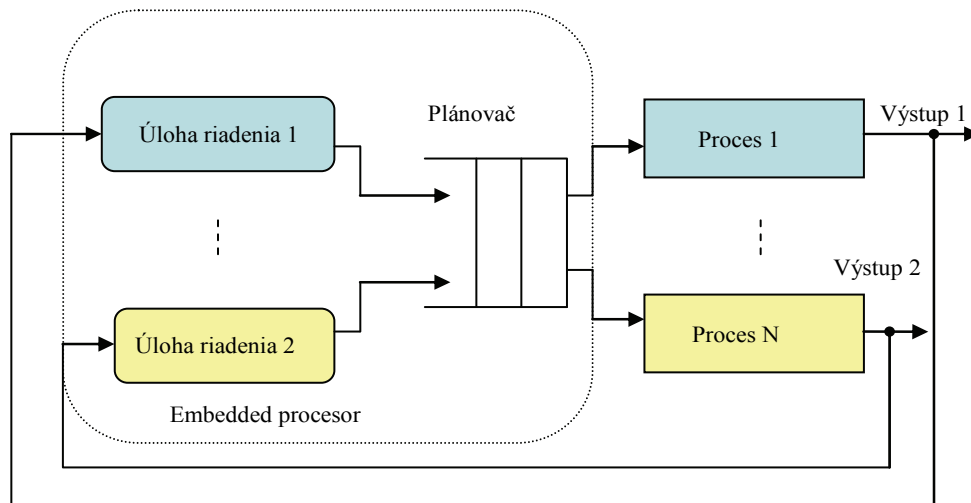 Úloha riadenia 1
Plánovač
Proces 1
Výstup 1
Úloha riadenia 2
Proces N
Výstup 2
Embedded procesor